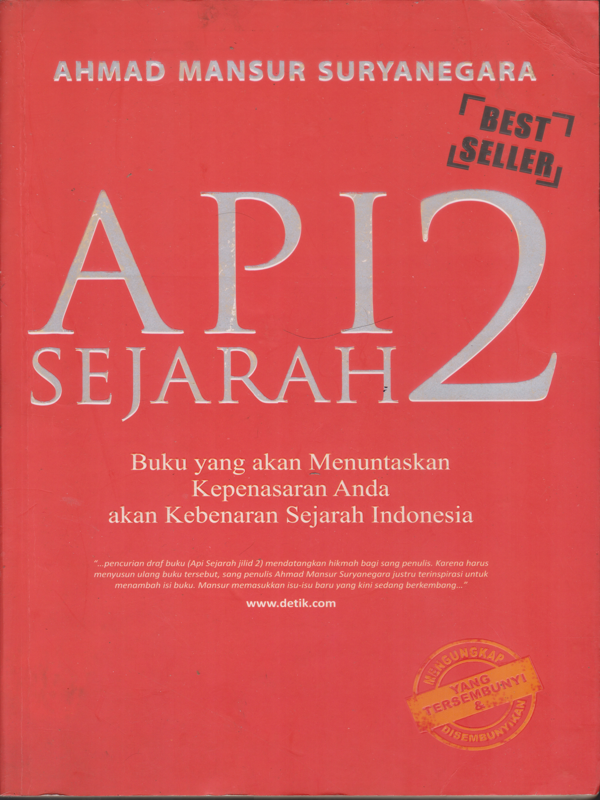 AHMAD MANSUR SURYANEGARA
BEST
SELLER
API 2
SEJARAH
Buku yang akan Menuntaskan
Kepenasaran Anda
akan Kebenaran Sejarah Indonesia
"...pencurian draf buku (Api Sejarah jilid 2) mendatangkan hikmah bagi sang penulis. Karena harus
menyusun ulang buku tersebut, sang penulis Ahmad Mansur Suryanegara justru terinspirasi untuk
menambah isi buku. Mansur memasukkan isu-isu baru yang kini sedang berkembang..."
www.detik.com
MENGUNGKAP
YANG
TERSEMBUNYI
&
DISEMBUNYIKAN